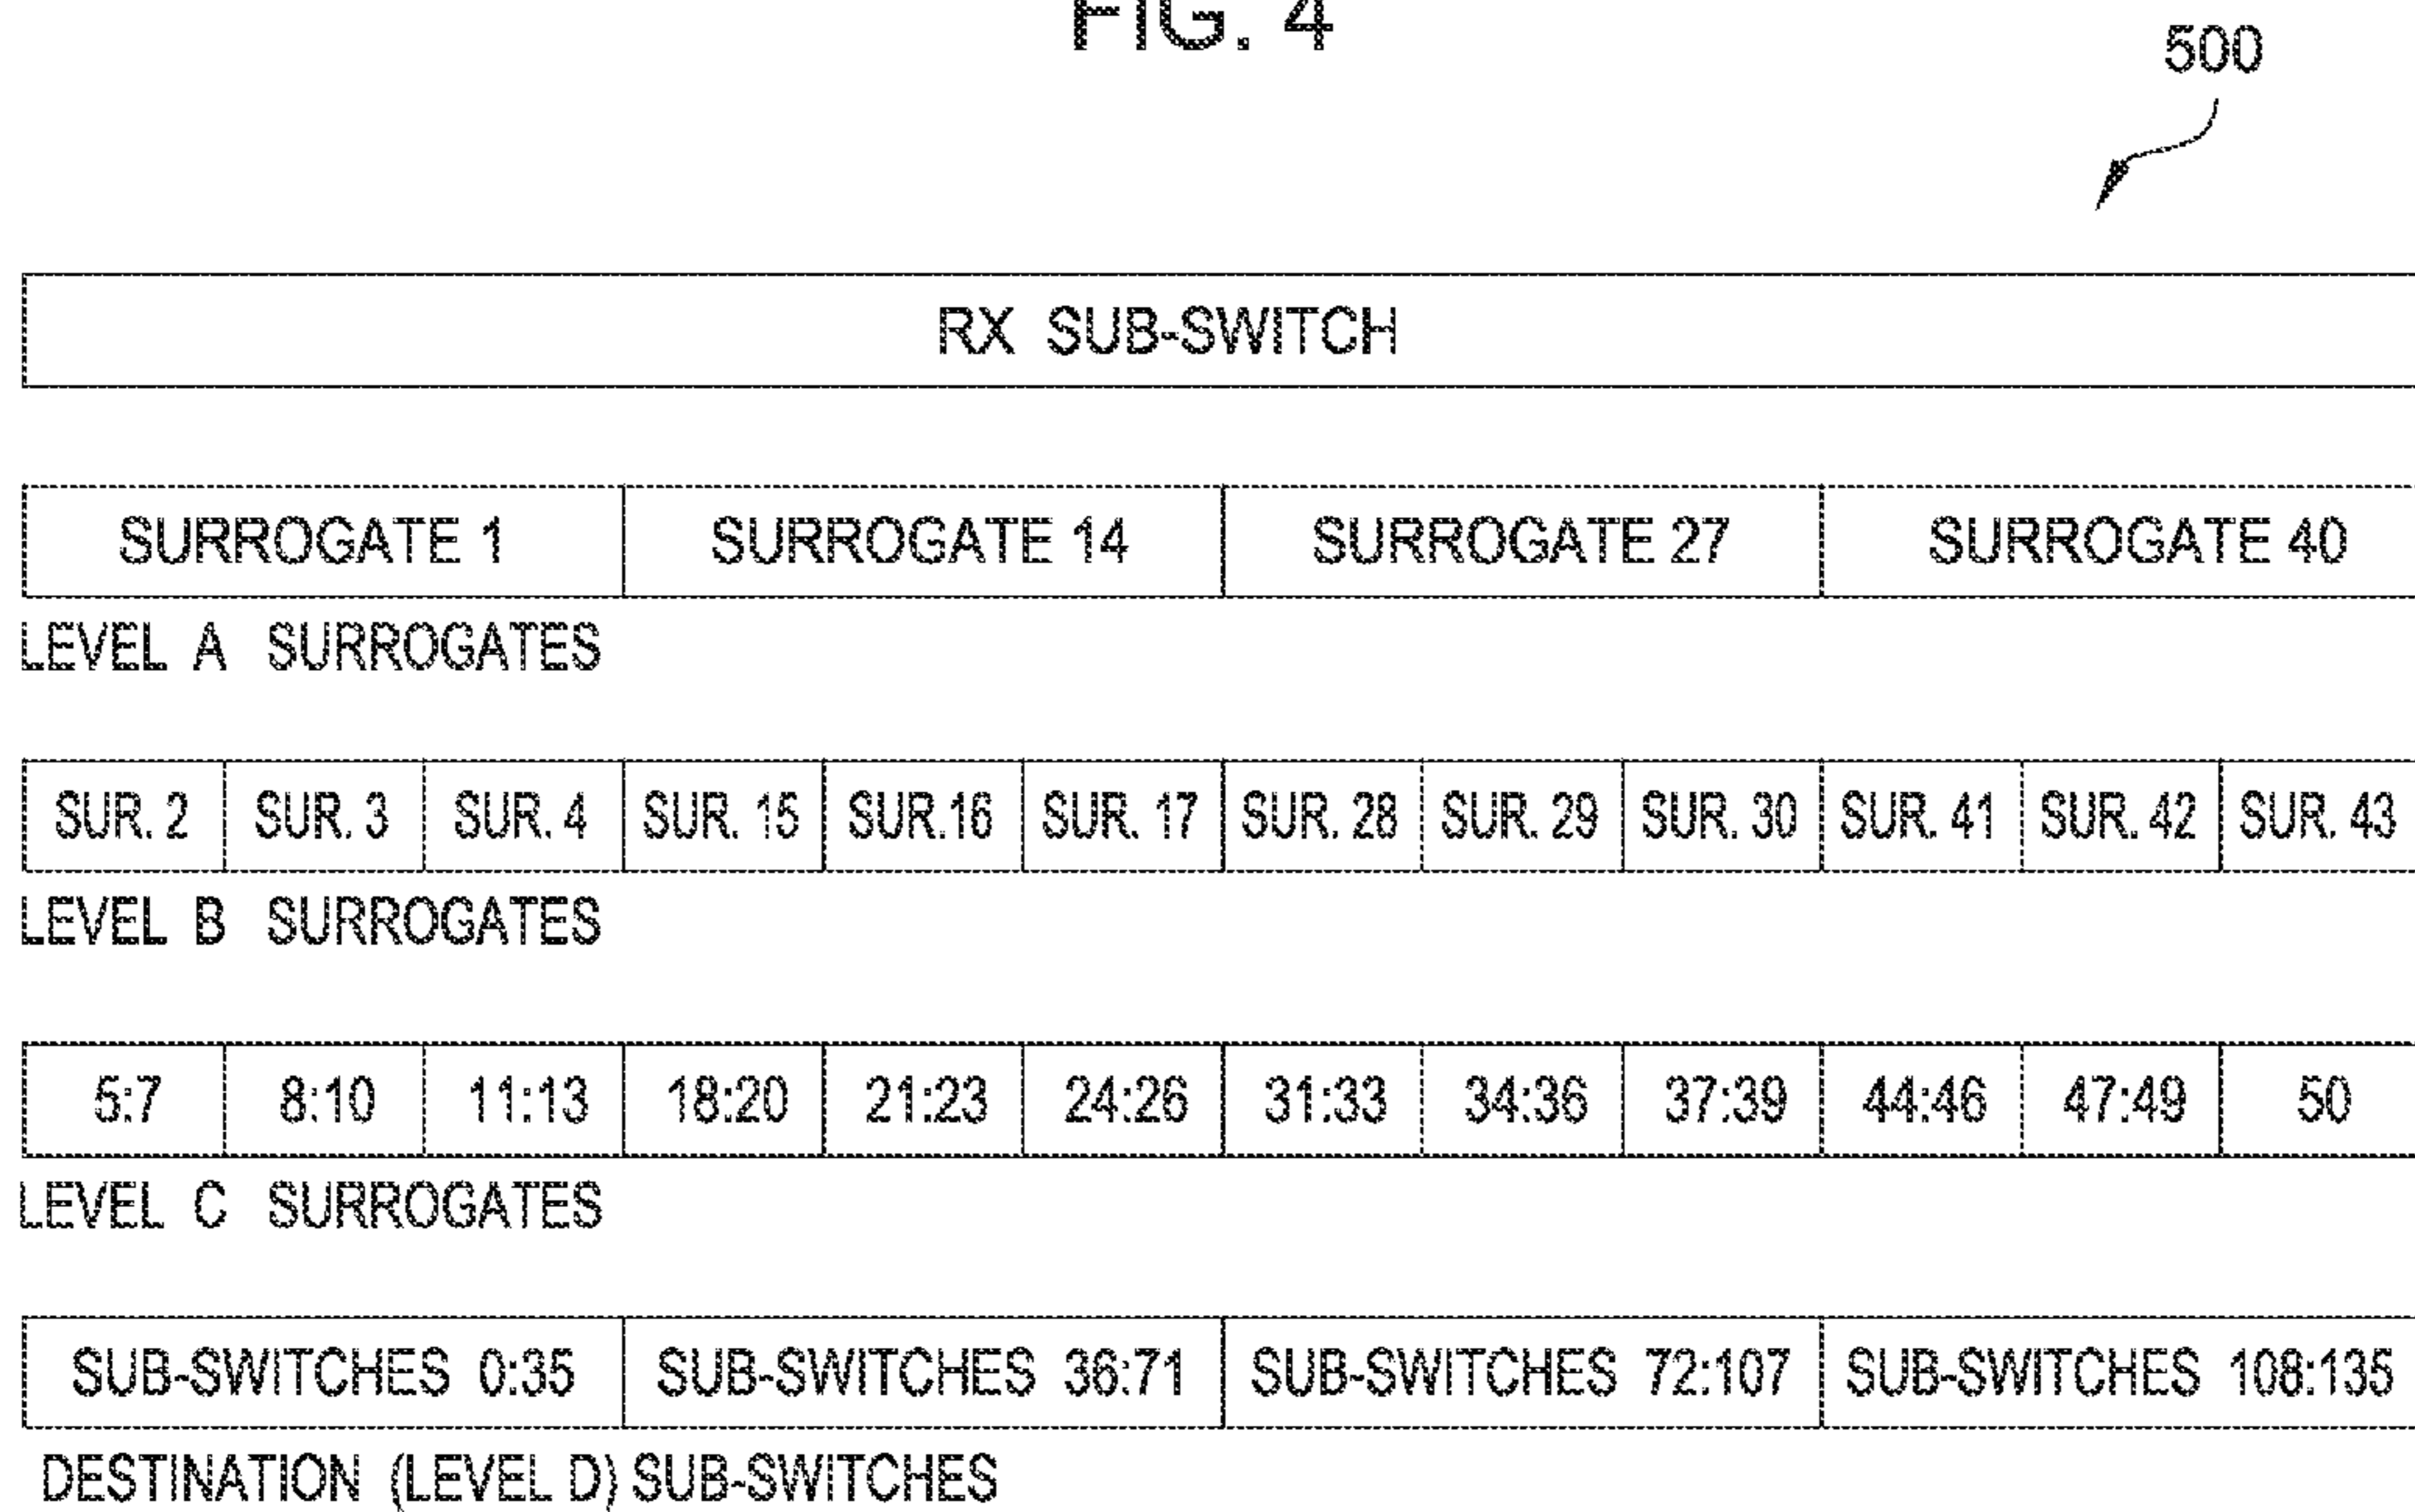 FIG. 4
500
RX SUB-SWITCH
SURROGATE 1 SURROGATE 14 SURROGATE 27 SURROGATE 40
LEVEL A SURROGATES
SUR. 2 SUR. 3 SUR. 4 SUR. 15 SUR.16 SUR. 17 SUR. 28 SUR. 29 SUR. 30 SUR. 41 SUR. 42 SUR. 43
LEVEL B SURROGATES
5:7 8:10 11:13 18:20 21:23 24:26 31:33 34:36 37:39 44:46 47:49 50
LEVEL C SURROGATES
SUB-SWITCHES 0:35 SUB-SWITCHES 36:71 SUB-SWITCHES 72:107 SUB-SWITCHES 108:135
DESTINATION (LEVEL D) SUB-SWITCHES